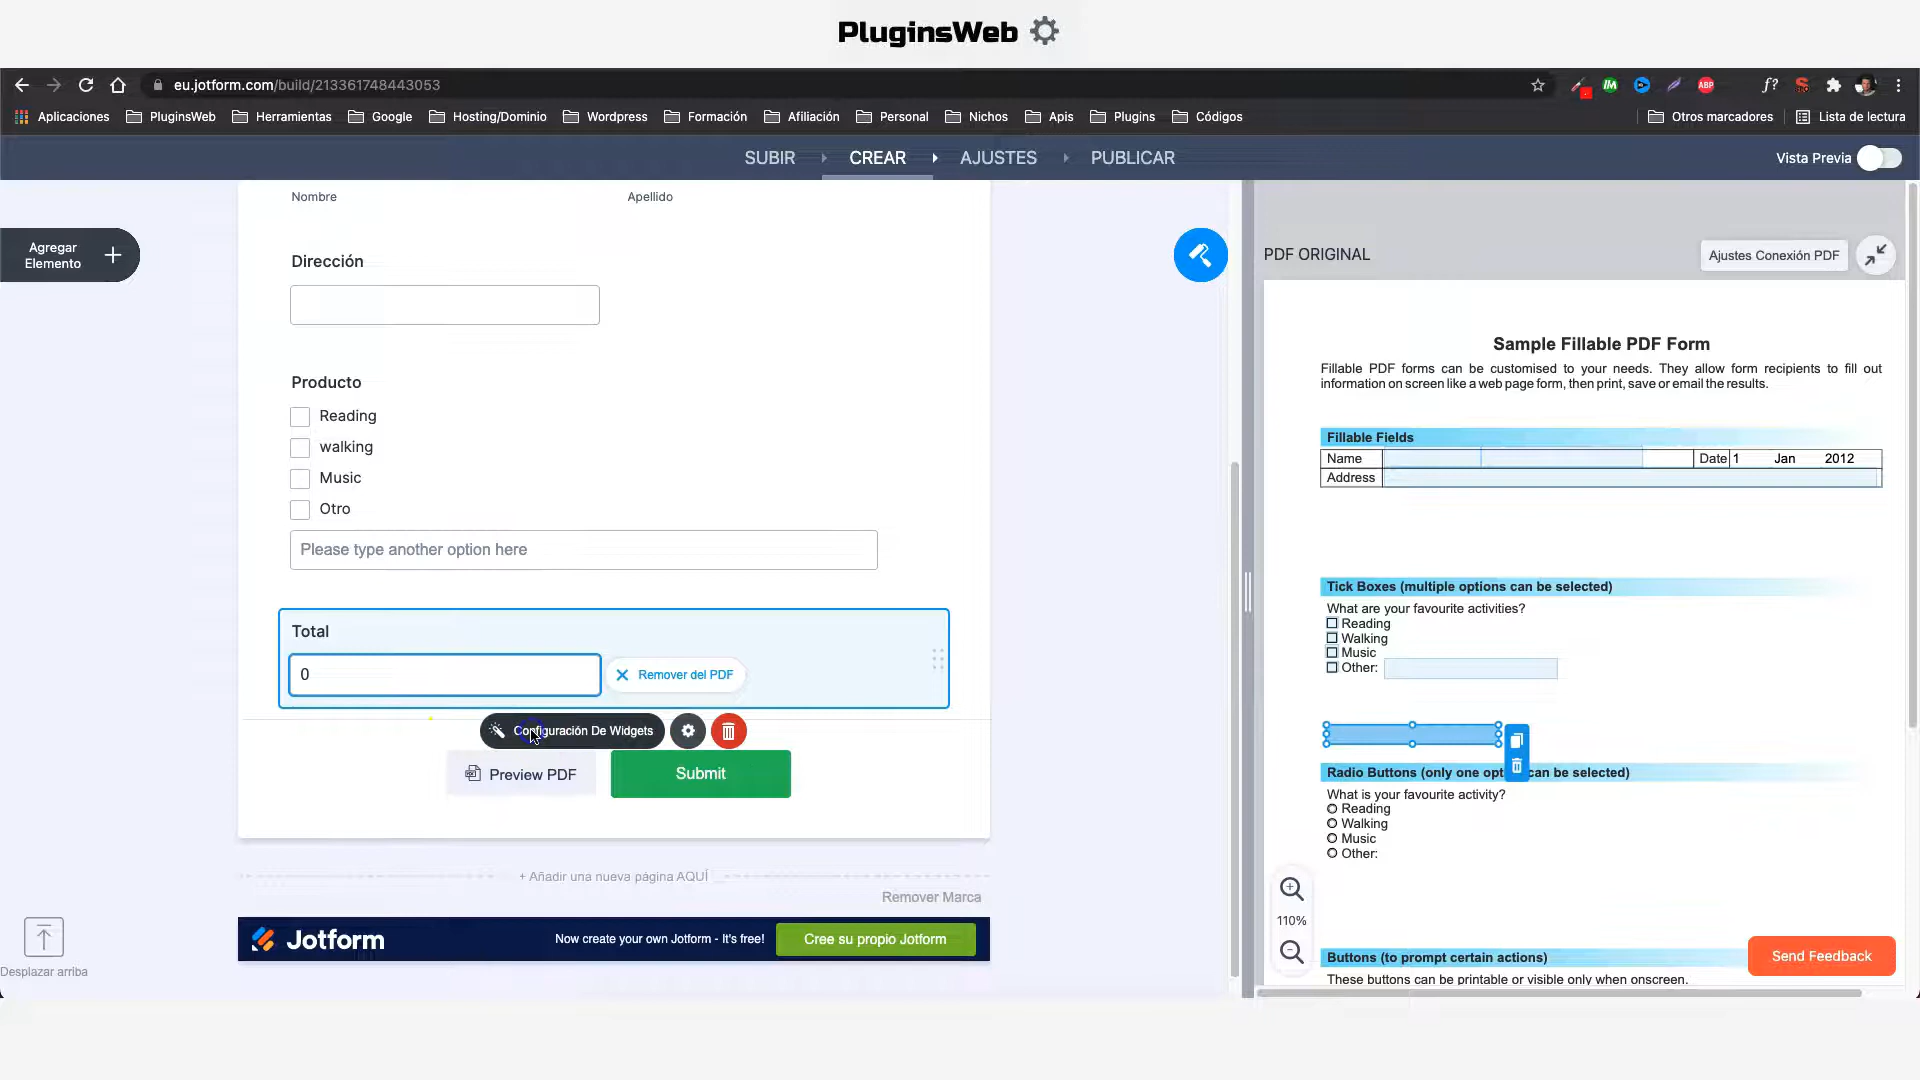 PluginsWeb
eu.jotform.com/build/213361748443053
f?
ABP
Aplicaciones PluginsWeb Herramientas Google Hosting/Dominio Wordpress Formación Afiliación Personal Nichos Apis Plugins Códigos Otros marcadores Lista de lectura
SUBIR CREAR AJUSTES PUBLICAR
Vista Previa
Agregar
Elemento
Nombre Apellido
Dirección
Producto
Reading
walking
Music
Otro
Please type another option here
Total
0
Remover del PDF
Configuración De Widgets
Preview PDF
Submit
+ Añadir una nueva página AQUÍ
Remover Marca
Jotform
Now create your own Jotform - It's free!
Cree su propio Jotform
Desplazar arriba
PDF ORIGINAL
Ajustes Conexión PDF
Sample Fillable PDF Form
Fillable PDF forms can be customised to your needs. They allow form recipients to fill out
information on screen like a web page form, then print, save or email the results.
Fillable Fields
Name Date 1 Jan 2012
Address
Tick Boxes (multiple options can be selected)
What are your favourite activities?
Reading
Walking
Music
Other:
Radio Buttons (only one opt can be selected)
What is your favourite activity?
Reading
Walking
Music
Other:
110%
Buttons (to prompt certain actions)
These buttons can be printable or visible only when onscreen.
Send Feedback